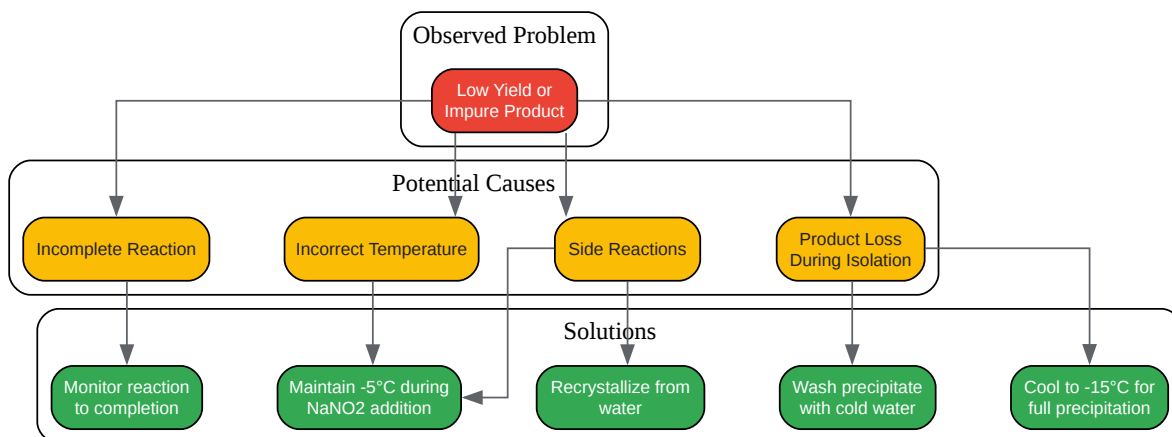 Observed Problem
Low Yield or
Impure Product
Potential Causes
Incomplete Reaction
Incorrect Temperature
Side Reactions
Product Loss
During Isolation
Solutions
Monitor reaction
to completion
Maintain -5°C during
NaNO2 addition
Recrystallize from
water
Wash precipitate
with cold water
Cool to -15°C for
full precipitation